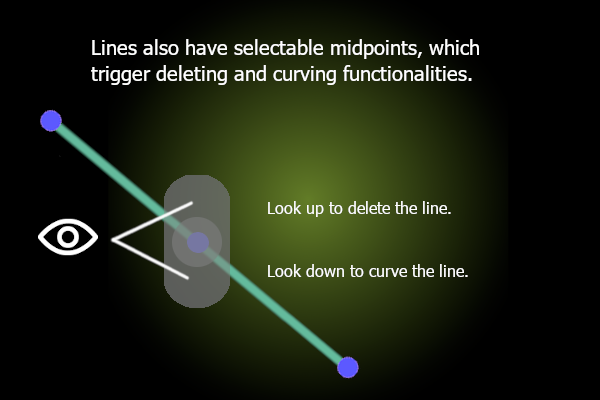 Lines also have selectable midpoints, which
trigger deleting and curving functionalities.
Look up to delete the line.
Look down to curve the line.